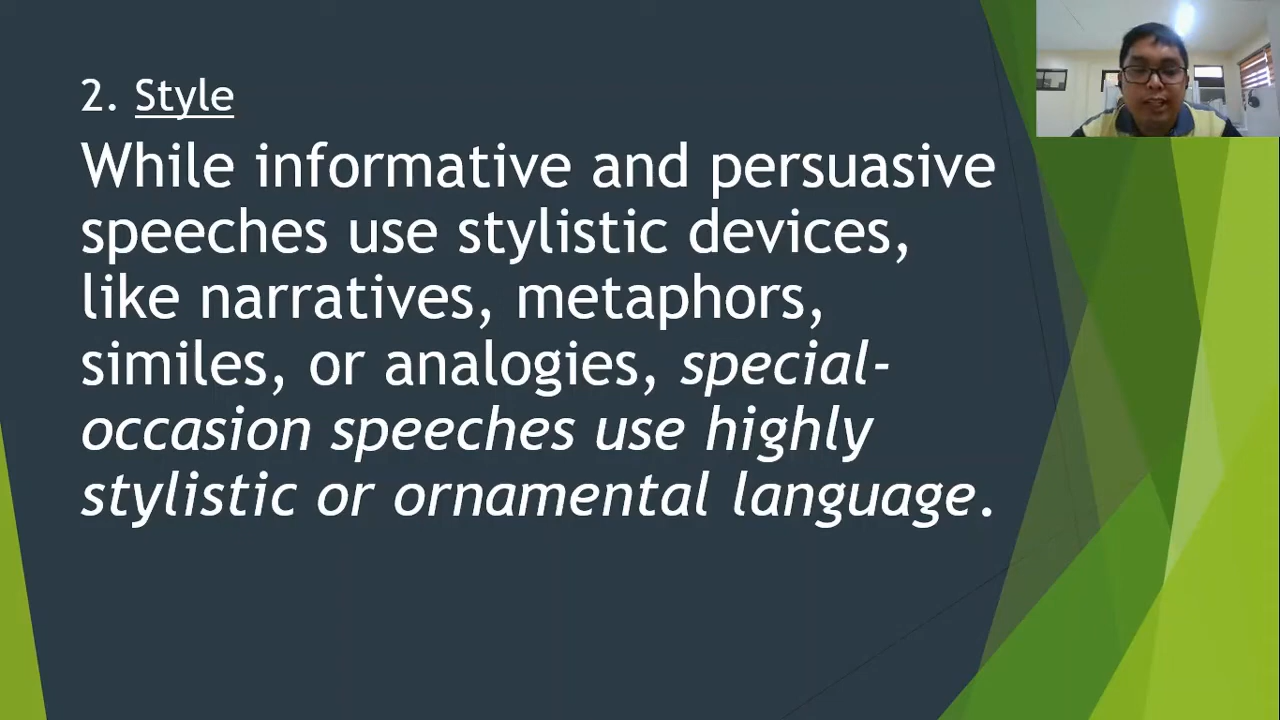 2. Style
While informative and persuasive
speeches use stylistic devices,
like narratives, metaphors,
similes, or analogies, special-
occasion speeches use highly
stylistic or ornamental language.